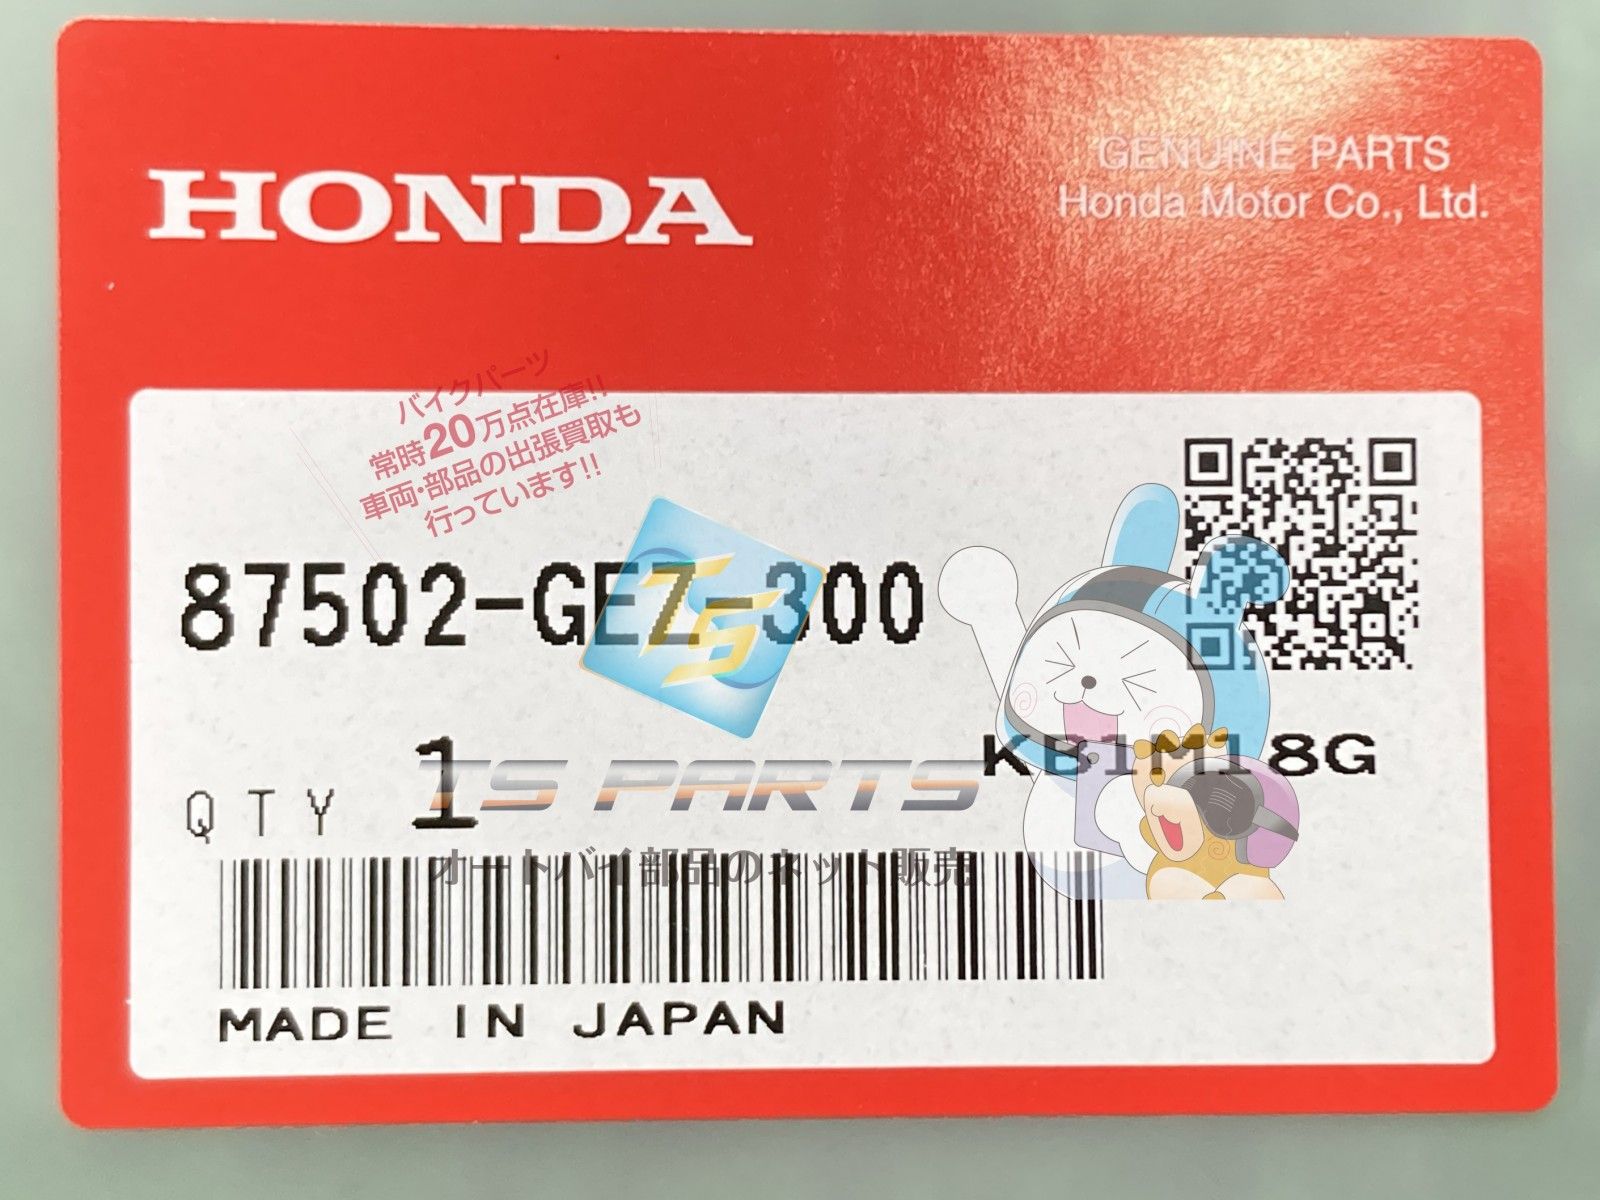 HONDA
GENUINE PARTS
Honda Motor Co., Ltd.
バイクパーツ
常時20万点在庫!!
車両・部品の出張買取も
行っています!!
87502-GEZ-300
TS
KB1M18G
QTY 1
TS PARTS
オートバイ部品のネット販売
MADE IN JAPAN